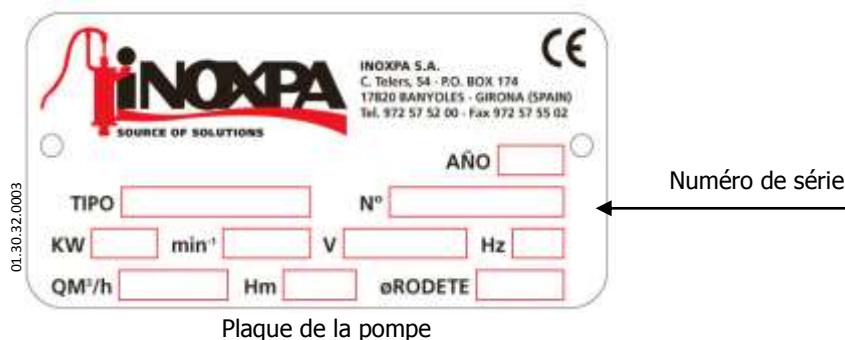 iNOXPA
SOURCE OF SOLUTIONS
CE
INOXPA S.A.
C. Telers, 54 - P.O. BOX 174
17820 BANYOLES - GIRONA (SPAIN)
Tel. 972 57 52 00 - Fax 972 57 55 02
AÑO
TIPO
Nº
KW
min⁻¹
V
Hz
QM³/h
Hm
øRODETE
01.30.32.0003
Numéro de série
Plaque de la pompe